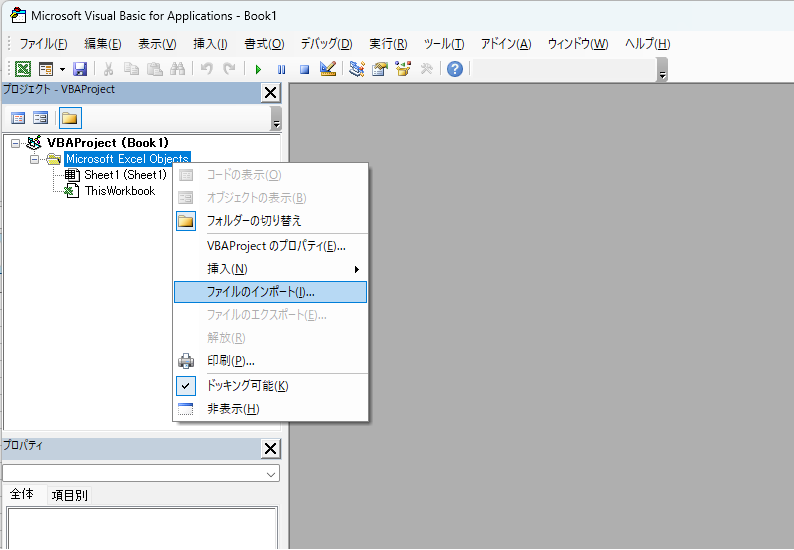 Microsoft Visual Basic for Applications - Book1
ファイル(F) 編集(E) 表示(V) 挿入(I) 書式(O) デバッグ(D) 実行(R) ツール(T) アドイン(A) ウィンドウ(W) ヘルプ(H)
プロジェクト - VBAProject
VBAProject (Book1)
Microsoft Excel Objects
Sheet1 (Sheet1)
ThisWorkbook
コードの表示(O)
オブジェクトの表示(B)
フォルダーの切り替え
VBAProject のプロパティ(E)...
挿入(N)
ファイルのインポート(I)...
ファイルのエクスポート(E)...
解放(R)
印刷(P)...
ドッキング可能(K)
非表示(H)
プロパティ
全体 項目別